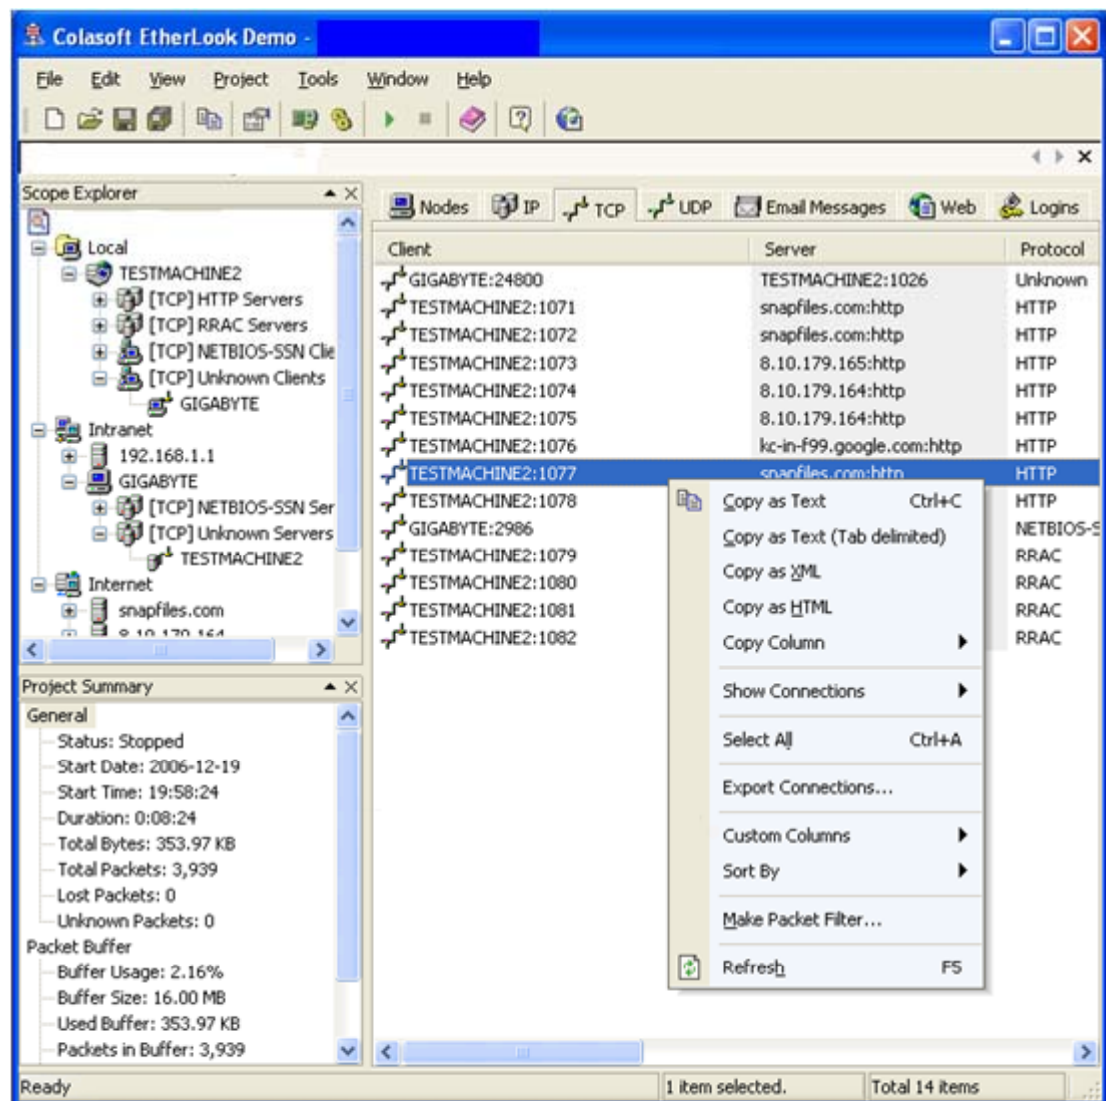 Colasoft EtherLook Demo -
File Edit View Project Tools Window Help
Scope Explorer
Local
TESTMACHINE2
[TCP] HTTP Servers
[TCP] RRAC Servers
[TCP] NETBIOS-SSN Clie
[TCP] Unknown Clients
GIGABYTE
Intranet
192.168.1.1
GIGABYTE
[TCP] NETBIOS-SSN Ser
[TCP] Unknown Servers
TESTMACHINE2
Internet
snapfiles.com
8.10.179.164
Project Summary
General
Status: Stopped
Start Date: 2006-12-19
Start Time: 19:58:24
Duration: 0:08:24
Total Bytes: 353.97 KB
Total Packets: 3,939
Lost Packets: 0
Unknown Packets: 0
Packet Buffer
Buffer Usage: 2.16%
Buffer Size: 16.00 MB
Used Buffer: 353.97 KB
Packets in Buffer: 3,939
Nodes IP TCP UDP Email Messages Web Logins
Client Server Protocol
GIGABYTE:24800 TESTMACHINE2:1026 Unknown
TESTMACHINE2:1071 snapfiles.com:http HTTP
TESTMACHINE2:1072 snapfiles.com:http HTTP
TESTMACHINE2:1073 8.10.179.165:http HTTP
TESTMACHINE2:1074 8.10.179.164:http HTTP
TESTMACHINE2:1075 8.10.179.164:http HTTP
TESTMACHINE2:1076 kc-in-f99.google.com:http HTTP
TESTMACHINE2:1077 snapfiles.com:http HTTP
TESTMACHINE2:1078 HTTP
GIGABYTE:2986 NETBIOS-S
TESTMACHINE2:1079 RRAC
TESTMACHINE2:1080 RRAC
TESTMACHINE2:1081 RRAC
TESTMACHINE2:1082 RRAC
Copy as Text Ctrl+C
Copy as Text (Tab delimited)
Copy as XML
Copy as HTML
Copy Column
Show Connections
Select All Ctrl+A
Export Connections...
Custom Columns
Sort By
Make Packet Filter...
Refresh F5
Ready 1 item selected. Total 14 items